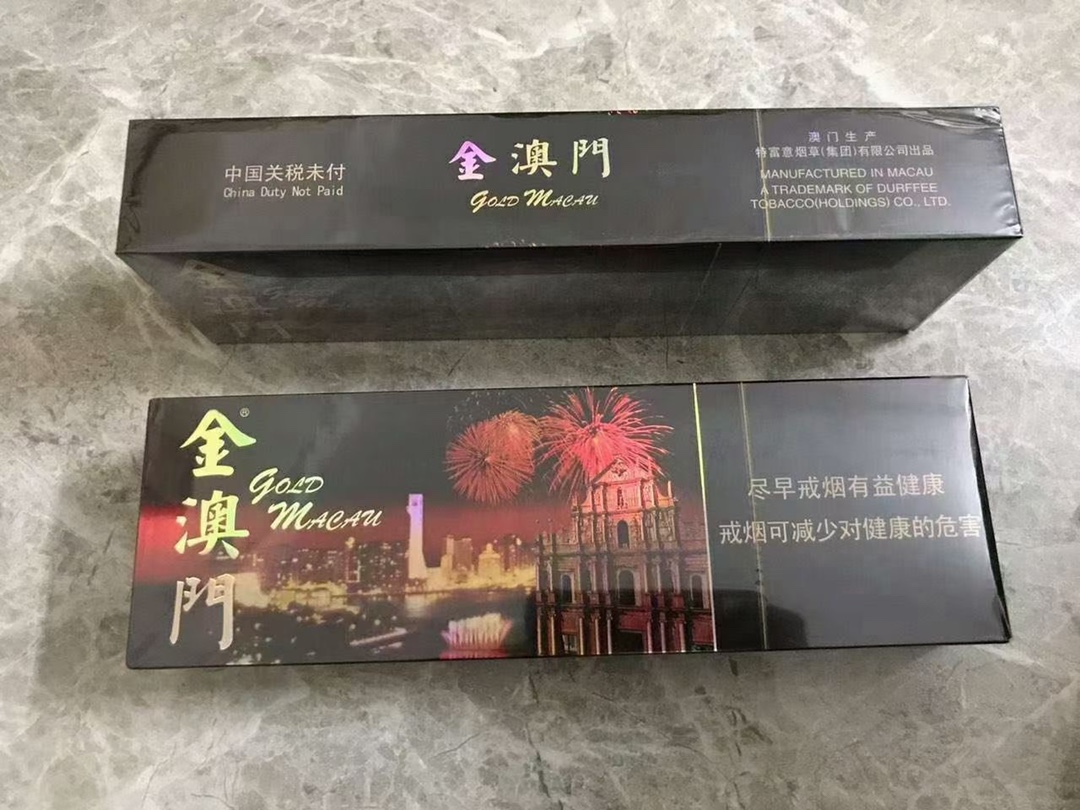 中国关税未付
China Duty Not Paid
金澳門
GOLD MACAU
澳门生产
特富意烟草(集团)有限公司出品
MANUFACTURED IN MACAU
A TRADEMARK OF DURFFEE
TOBACCO(HOLDINGS) CO., LTD.
金®
澳
門
GOLD
MACAU
尽早戒烟有益健康
戒烟可减少对健康的危害